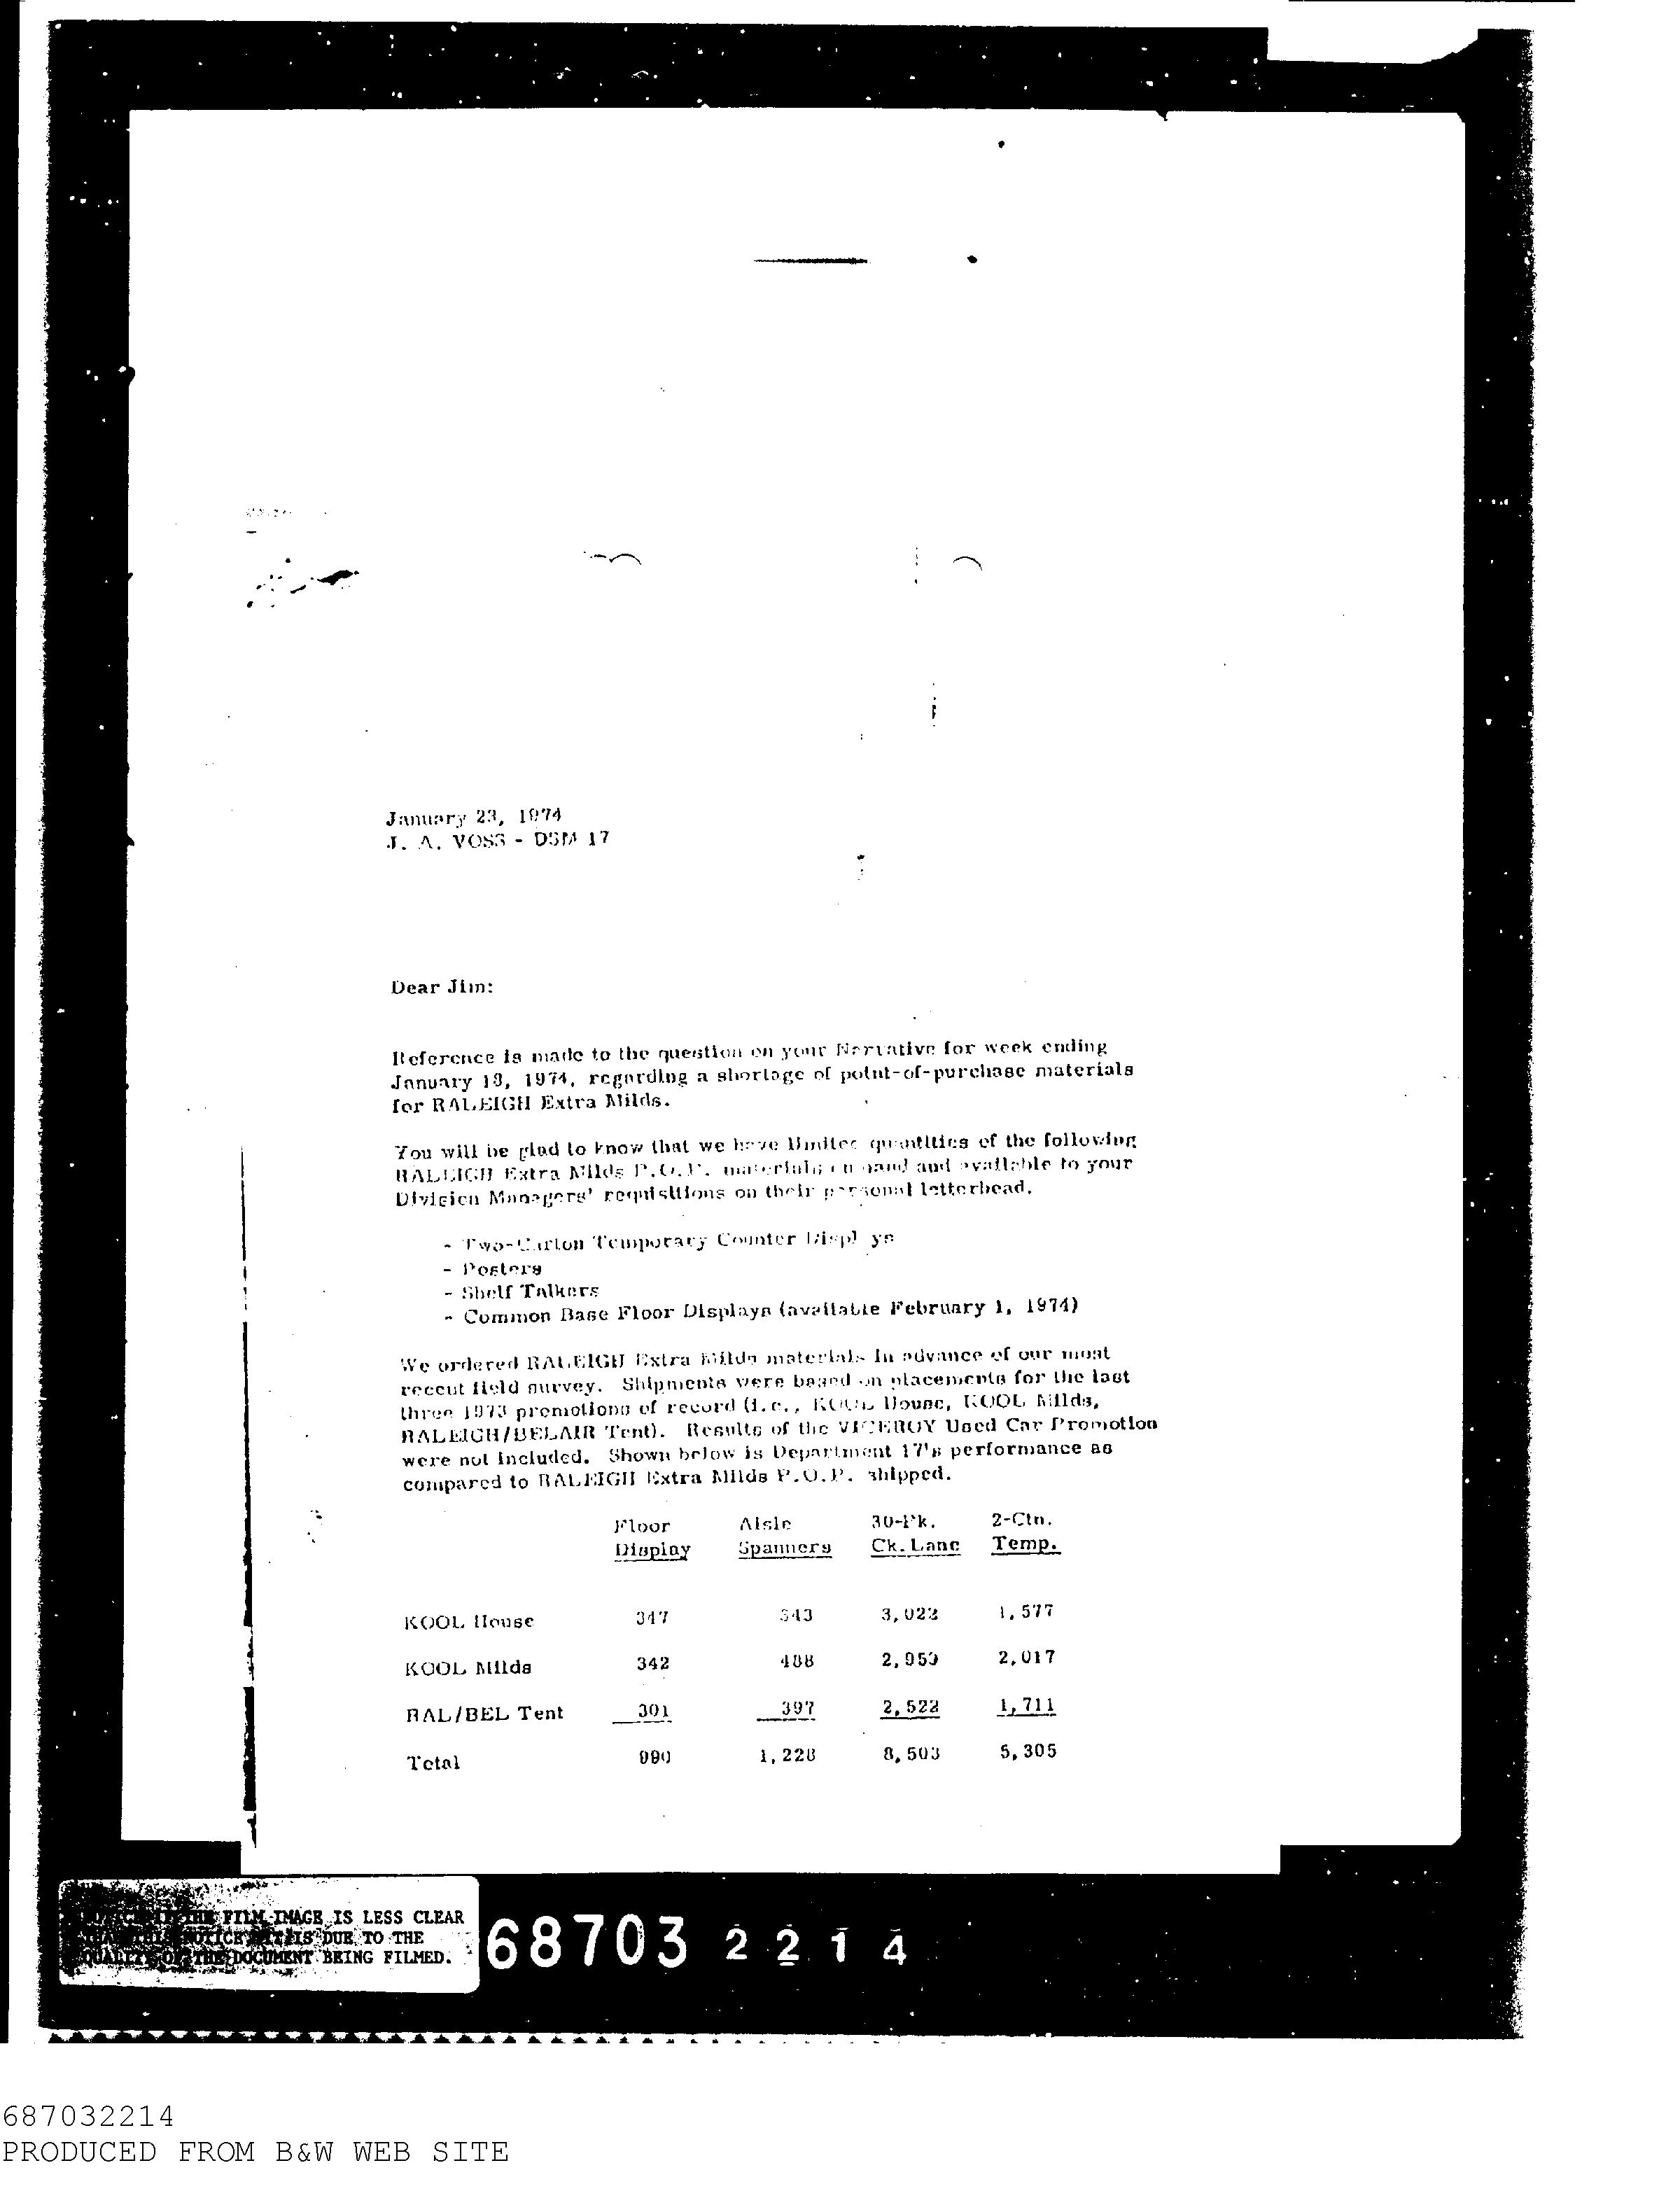 January 23, 1974
J. A. VOSS - DSM 17
Dear Jim:
Reference is made to the question on your Narrative for week ending
January 18, 1974, regarding a shortage of point-of-purchase materials
for RALEIGH Extra Milds.
You will be glad to know that we have limited quantities of the following
RALEIGH Extra Milds P.O.P. materials on hand and available to your
Division Managers' requisitions on their personal letterhead.
- Two-Carton Temporary Counter Displays
- Posters
- Shelf Talkers
- Common Base Floor Displays (available February 1, 1974)
We ordered RALEIGH Extra Milds materials in advance of our most
recent field survey. Shipments were based on placements for the last
three 1973 promotions of record (i.e., KOOL House, KOOL Milds,
RALEIGH/BELAIR Tent). Results of the VICEROY Used Car Promotion
were not included. Shown below is Department 17's performance as
compared to RALEIGH Extra Milds P.O.P. shipped.
Floor Aisle 30-Pk. 2-Ctn.
Display Spanners Ck. Lane Temp.
KOOL House 347 343 3,022 1,577
KOOL Milds 342 488 2,959 2,017
RAL/BEL Tent 301 397 2,522 1,711
Total 990 1,228 8,503 5,305
IF THE FILM IMAGE IS LESS CLEAR
THAN THIS NOTICE, IT IS DUE TO THE
QUALITY OF THE DOCUMENT BEING FILMED.
68703 2214
687032214
PRODUCED FROM B&W WEB SITE